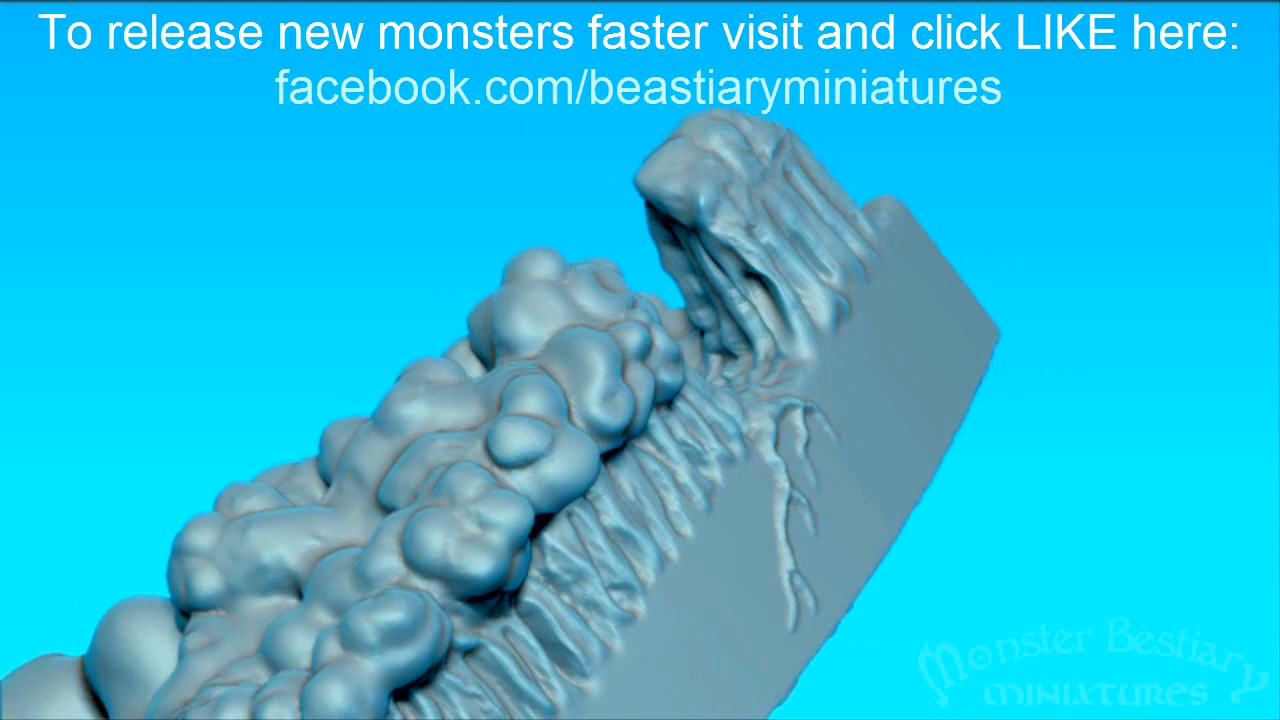 To release new monsters faster visit and click LIKE here:
facebook.com/beastiaryminiatures
Monster Bestiary
MINIATURES